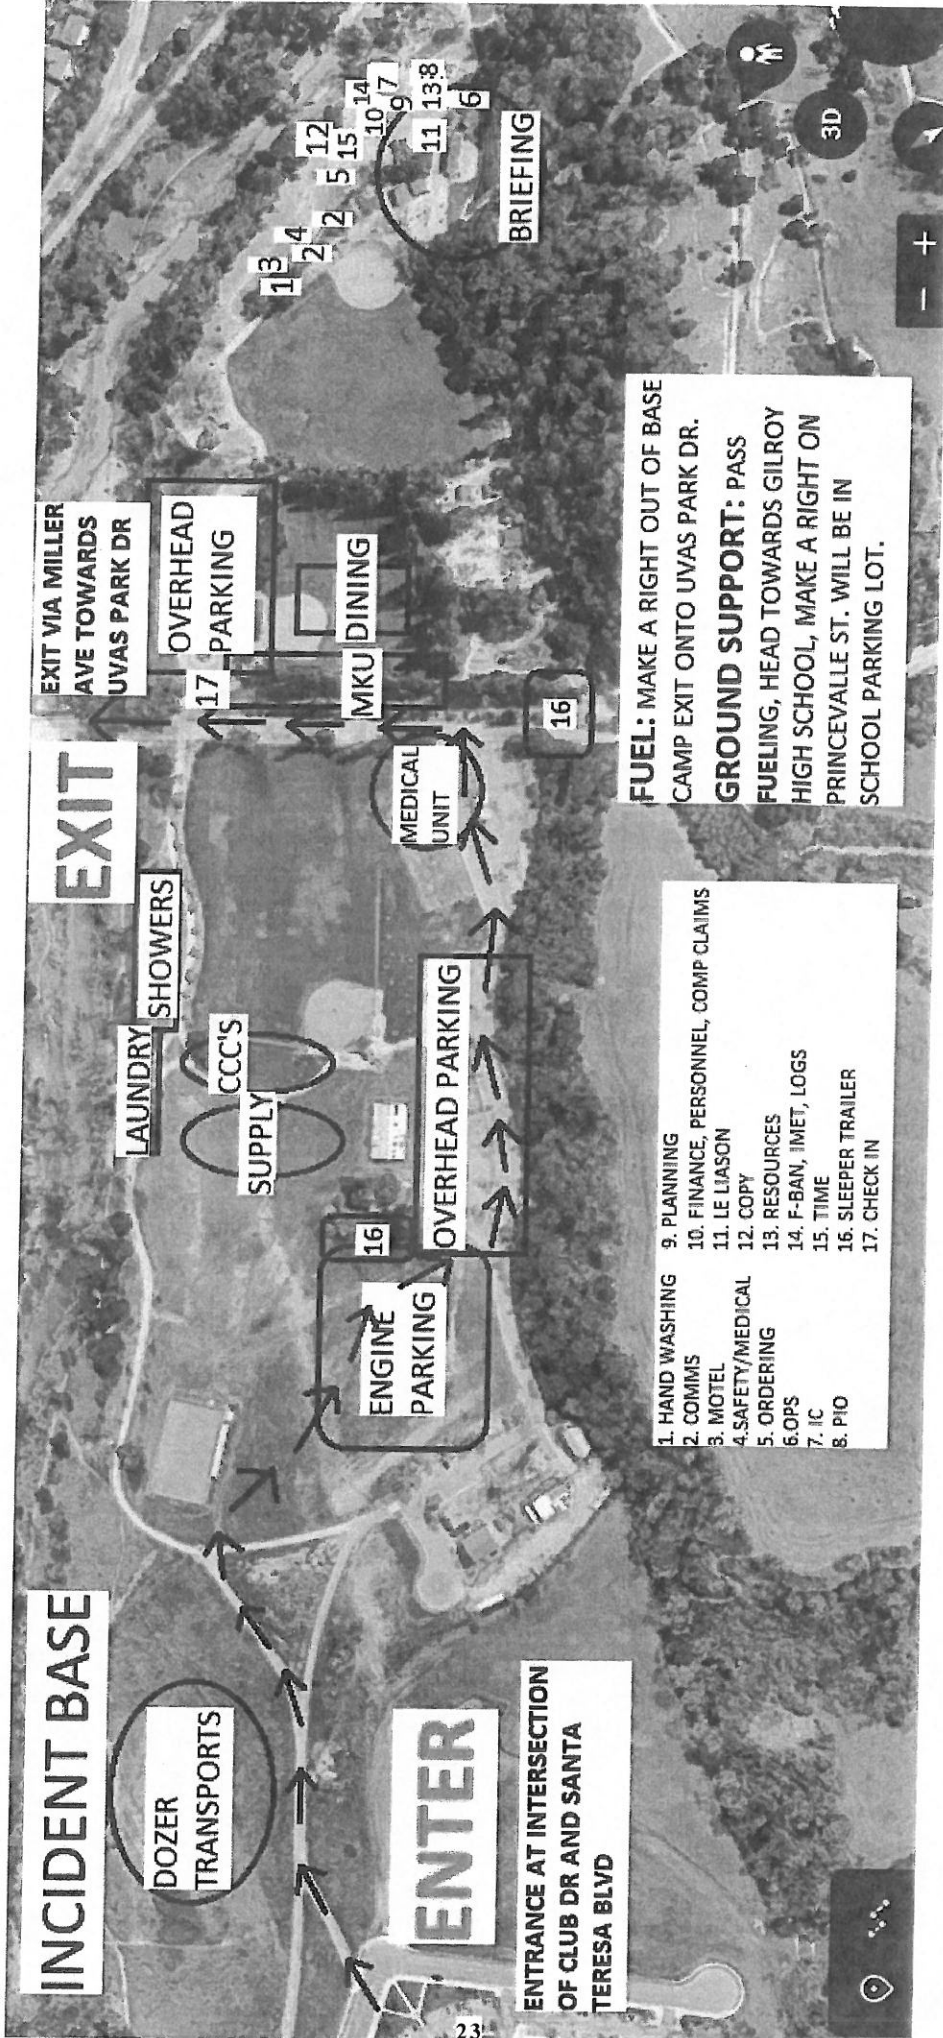 INCIDENT BASE
DOZER
TRANSPORTS
ENTER
ENTRANCE AT INTERSECTION
OF CLUB DR AND SANTA
TERESA BLVD
ENGINE
PARKING
16
LAUNDRY
SHOWERS
SUPPLY
CCC'S
OVERHEAD PARKING
EXIT
EXIT VIA MILLER
AVE TOWARDS
UVAS PARK DR
MEDICAL
UNIT
17
OVERHEAD
PARKING
MKU
DINING
16
1
3
2
4
2
5
12
15
10
14
9
7
11
13
8
6
BRIEFING
1. HAND WASHING
2. COMMS
3. MOTEL
4.SAFETY/MEDICAL
5. ORDERING
6.OPS
7. IC
8. PIO
9. PLANNING
10. FINANCE, PERSONNEL, COMP CLAIMS
11. LE LIASON
12. COPY
13. RESOURCES
14. F-BAN, IMET, LOGS
15. TIME
16. SLEEPER TRAILER
17. CHECK IN
FUEL: MAKE A RIGHT OUT OF BASE
CAMP EXIT ONTO UVAS PARK DR.
GROUND SUPPORT: PASS
FUELING, HEAD TOWARDS GILROY
HIGH SCHOOL, MAKE A RIGHT ON
PRINCEVALLE ST. WILL BE IN
SCHOOL PARKING LOT.
3D
− +
23